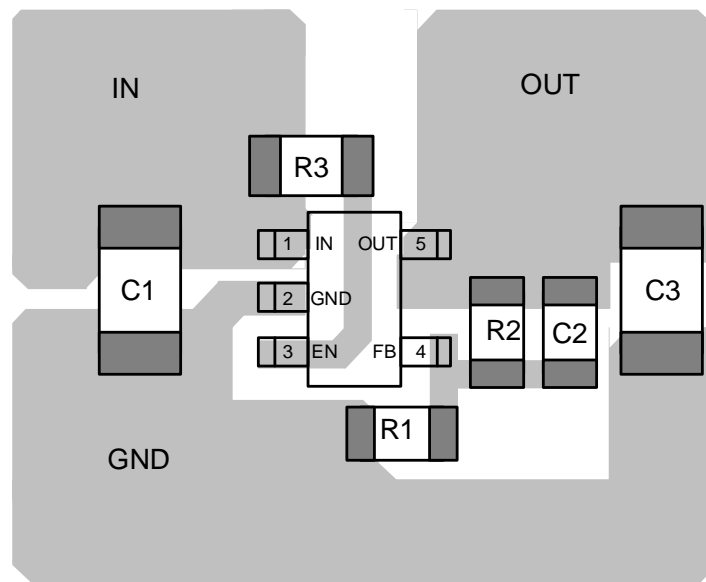 IN
OUT
R3
1 IN OUT 5
C1
2 GND
C3
R2
C2
3 EN FB 4
R1
GND